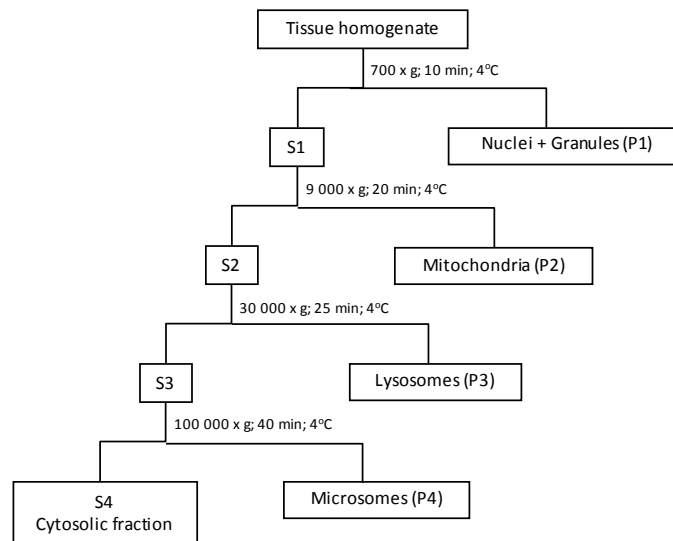 Tissue homogenate
700 x g; 10 min; 4°C
S1
Nuclei + Granules (P1)
9 000 x g; 20 min; 4°C
S2
Mitochondria (P2)
30 000 x g; 25 min; 4°C
S3
Lysosomes (P3)
100 000 x g; 40 min; 4°C
S4
Cytosolic fraction
Microsomes (P4)